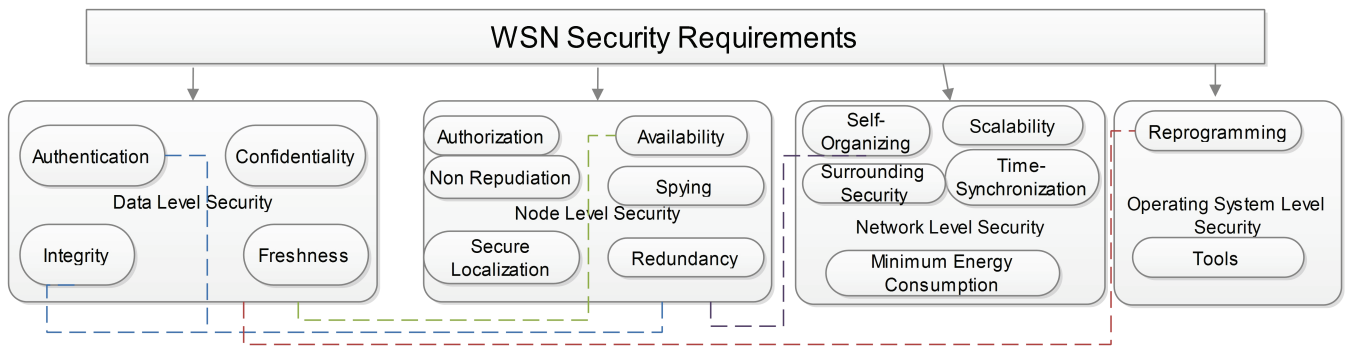 WSN Security Requirements
Authentication
Confidentiality
Data Level Security
Integrity
Freshness
Authorization
Availability
Non Repudiation
Spying
Node Level Security
Secure
Localization
Redundancy
Self-
Organizing
Scalability
Surrounding
Security
Time-
Synchronization
Network Level Security
Minimum Energy
Consumption
Reprogramming
Operating System Level
Security
Tools